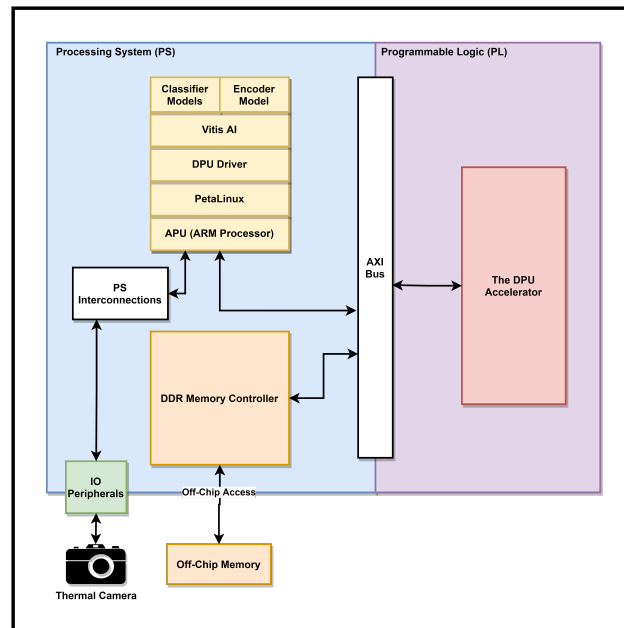 Processing System (PS)
Programmable Logic (PL)
Classifier
Models
Encoder
Model
Vitis AI
DPU Driver
PetaLinux
APU (ARM Processor)
PS
Interconnections
AXI
Bus
The DPU
Accelerator
DDR Memory Controller
IO
Peripherals
Off-Chip Access
Off-Chip Memory
Thermal Camera